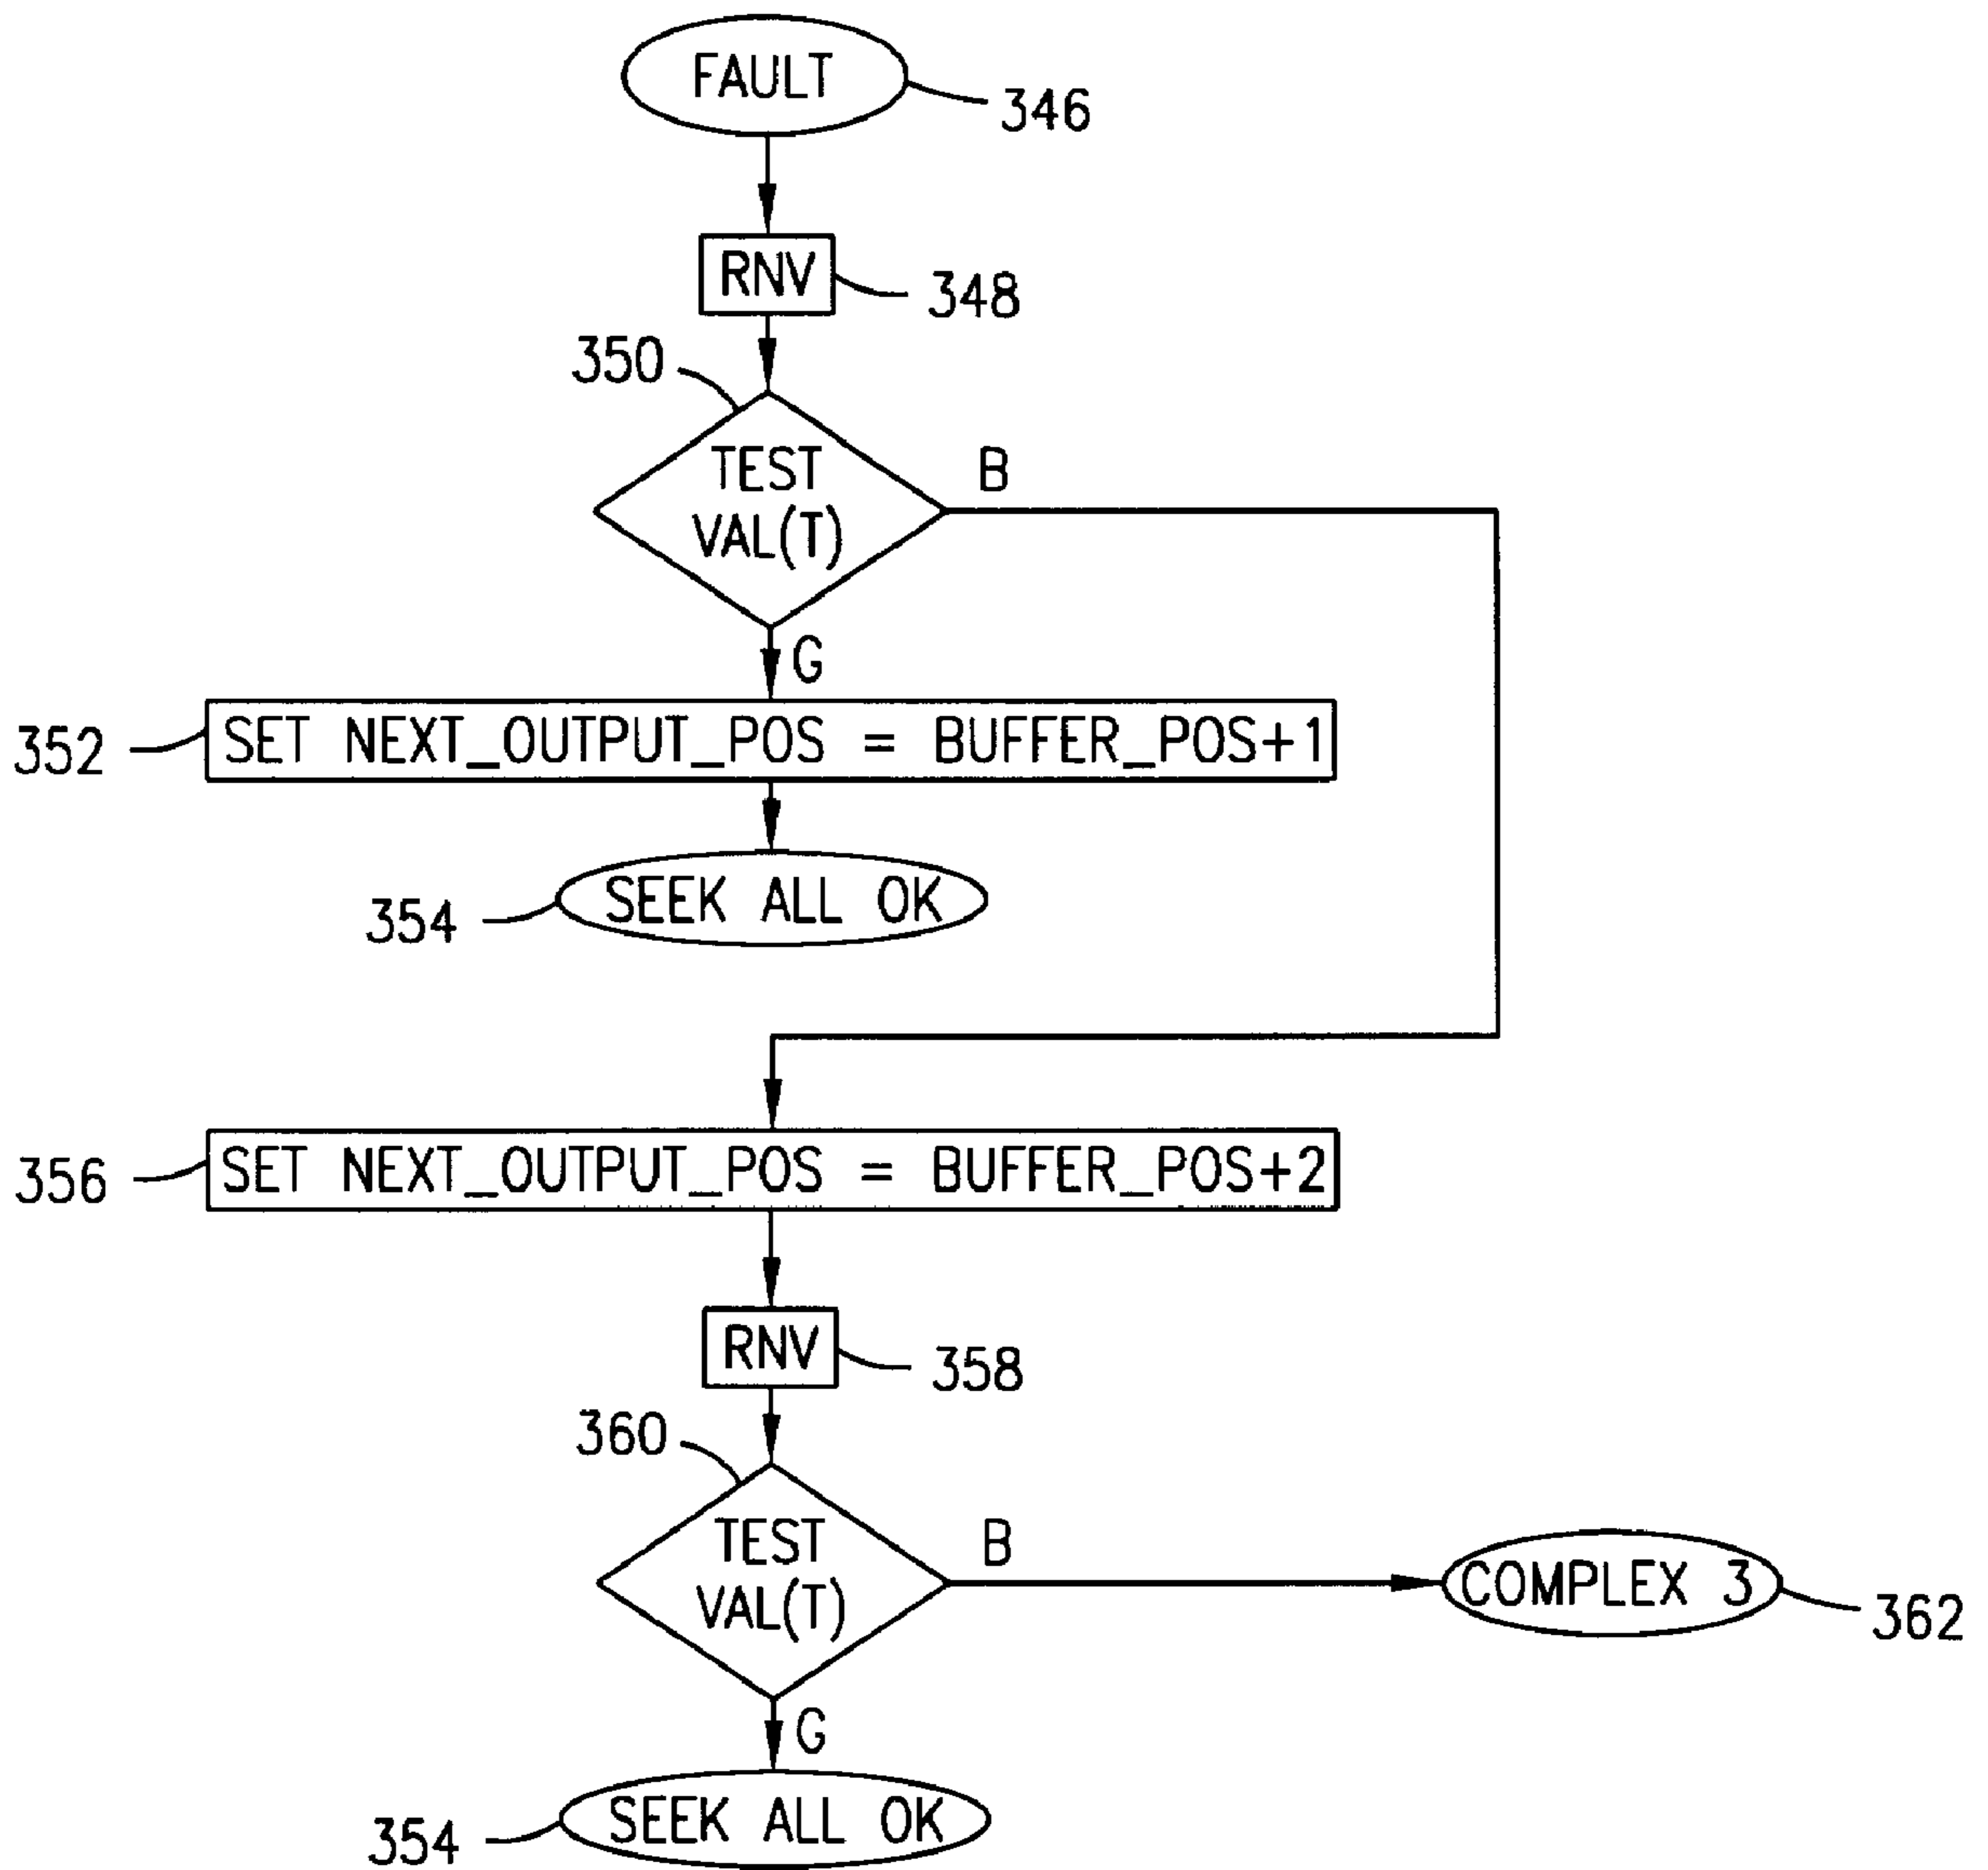 FAULT
346
RNV
348
350
TEST
VAL(T)
B
G
352
SET NEXT_OUTPUT_POS = BUFFER_POS+1
SEEK ALL OK
354
356
SET NEXT_OUTPUT_POS = BUFFER_POS+2
RNV
358
360
TEST
VAL(T)
B
COMPLEX 3
362
G
SEEK ALL OK
354